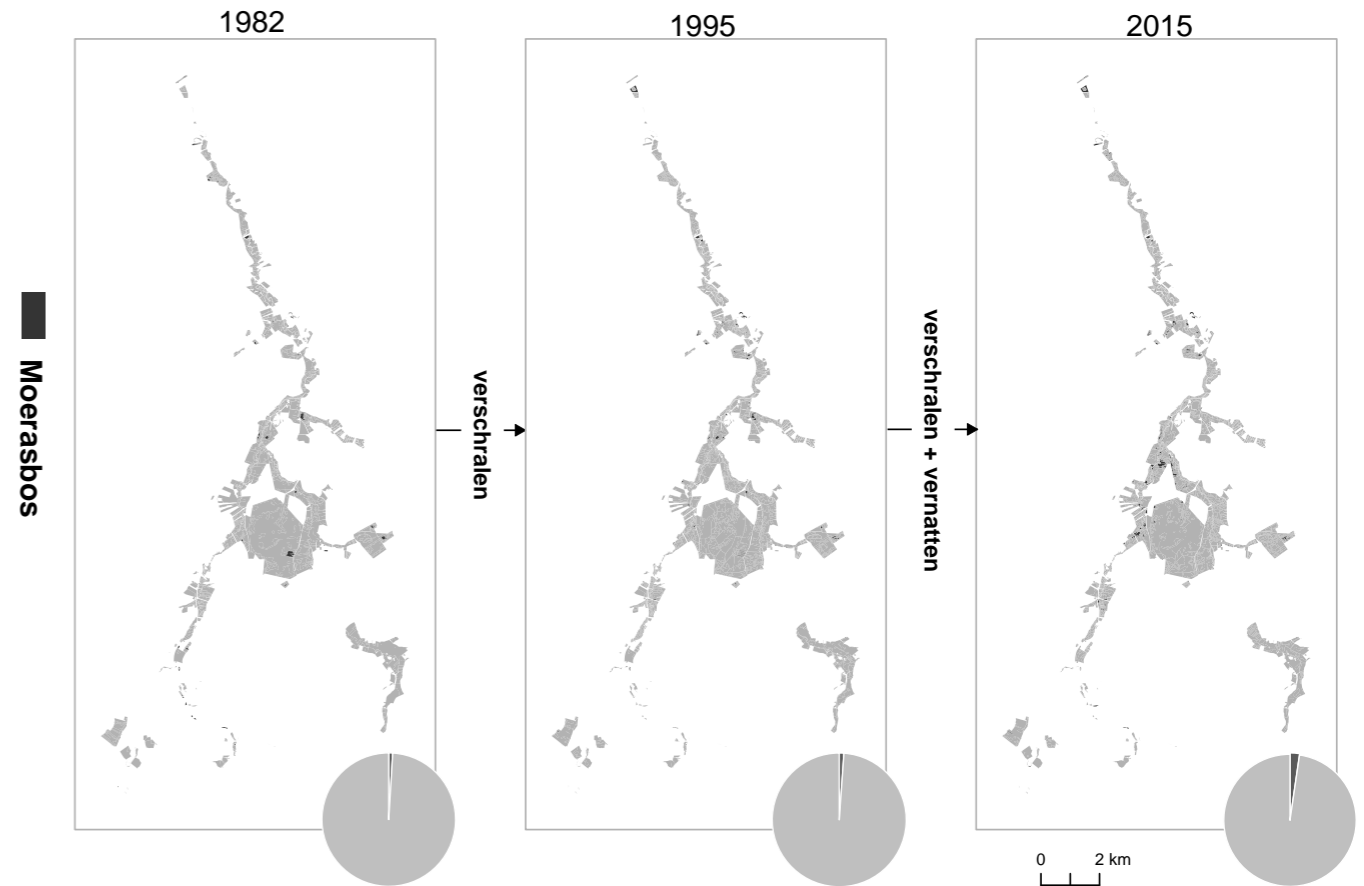 1982
1995
2015
Moerasbos
verschralen
verschralen + vernatten
0 2 km